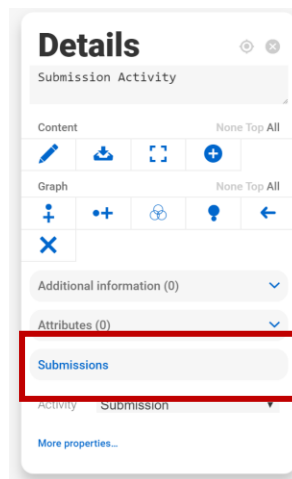 Details
Submission Activity
Content None Top All
Graph None Top All
Additional information (0)
Attributes (0)
Submissions
Activity Submission
More properties...